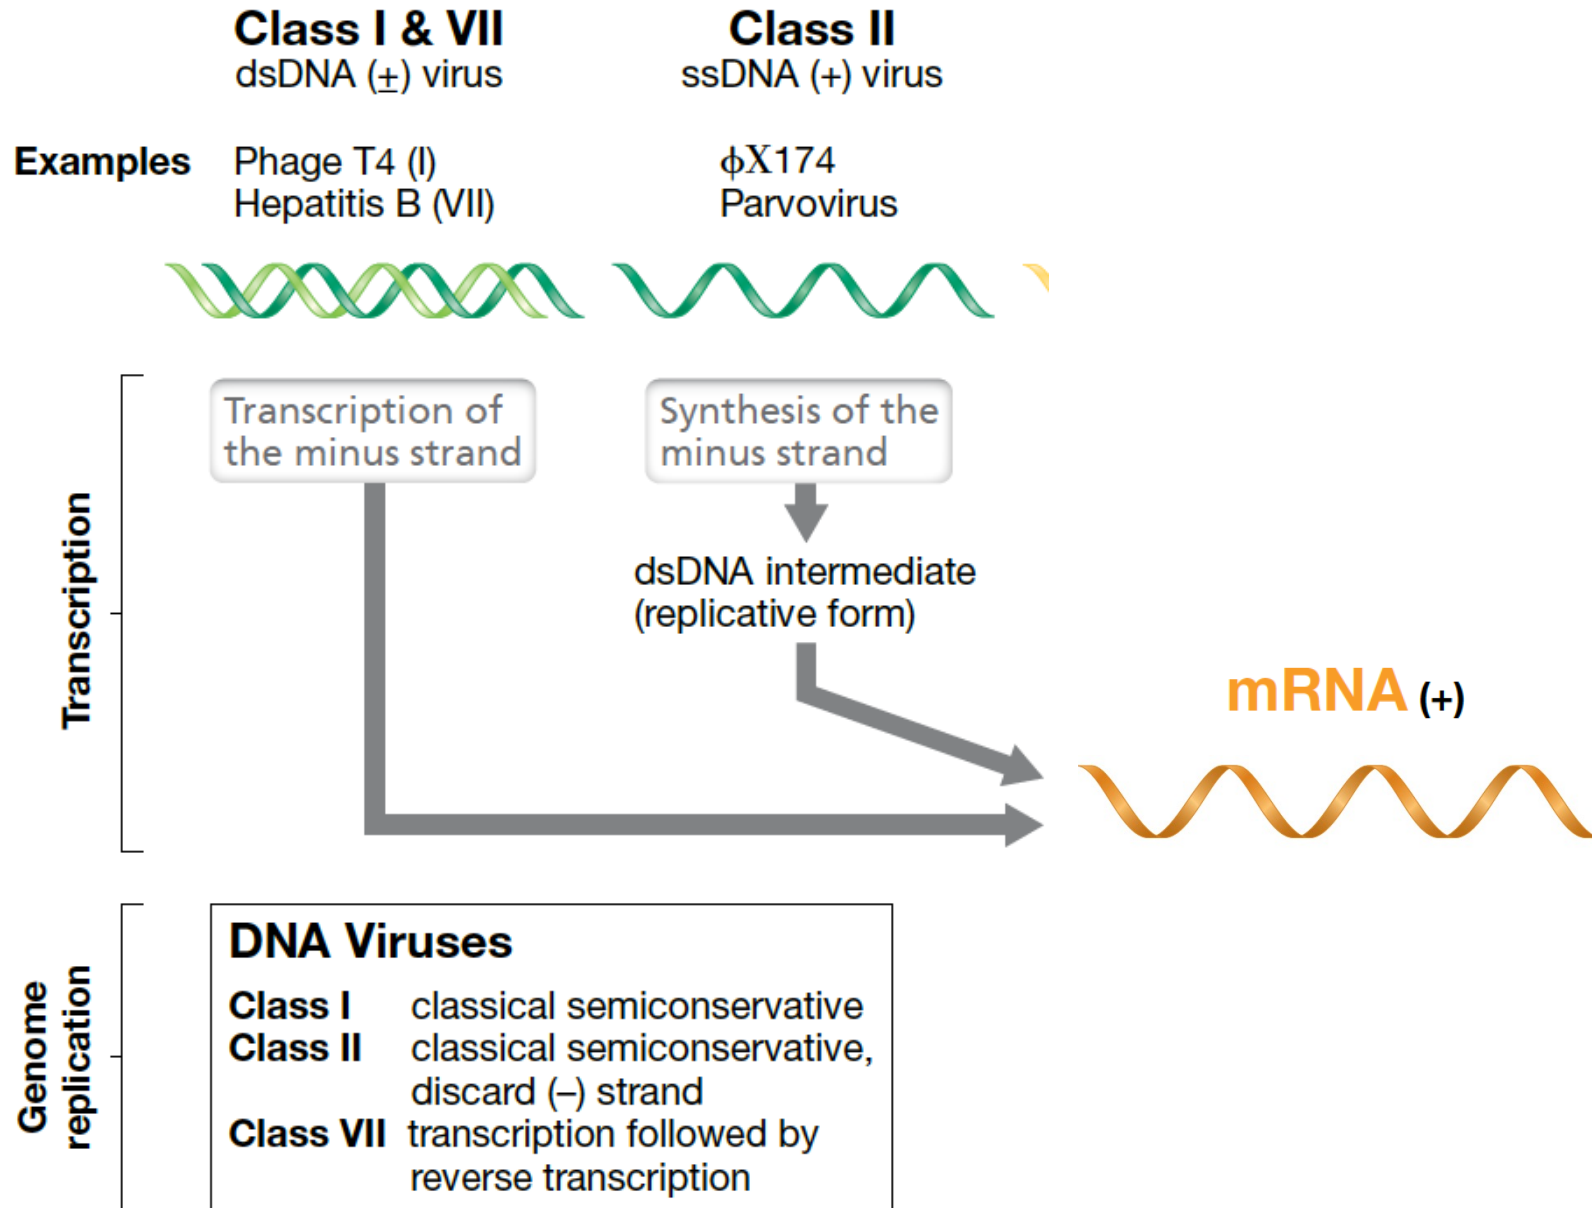 Class I & VII
dsDNA (±) virus
Class II
ssDNA (+) virus
Examples
Phage T4 (I)
Hepatitis B (VII)
ϕX174
Parvovirus
Transcription
Transcription of
the minus strand
Synthesis of the
minus strand
dsDNA intermediate
(replicative form)
mRNA (+)
Genome
replication
DNA Viruses
Class I classical semiconservative
Class II classical semiconservative,
discard (–) strand
Class VII transcription followed by
reverse transcription